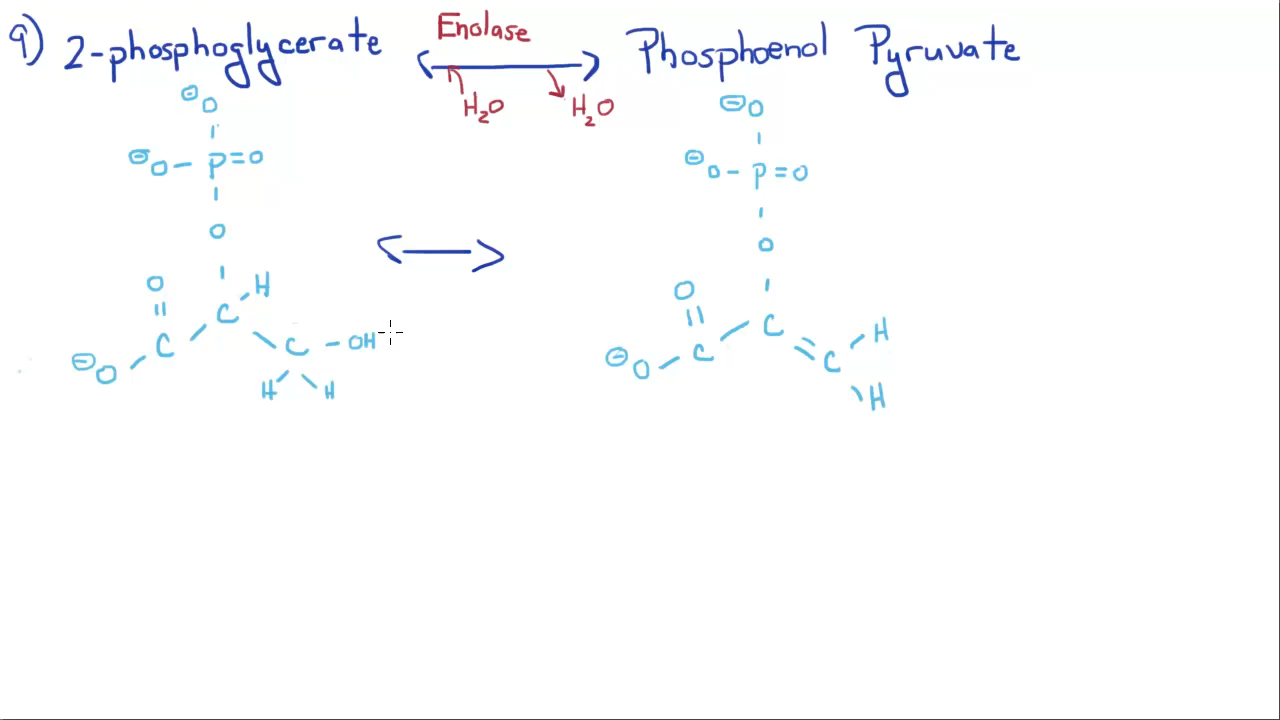 9) 2-phosphoglycerate Enolase Phosphoenol Pyruvate
H2O H2O
⊖O ⊖O
⊖O-P=O ⊖O-P=O
O O
O C H O C H
⊖O C C-OH ⊖O C C
H H H